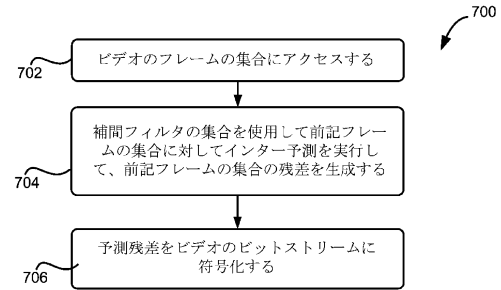 700
ビデオのフレームの集合にアクセスする
702
補間フィルタの集合を使用して前記フレー
ムの集合に対してインター予測を実行し
て、前記フレームの集合の残差を生成する
704
予測残差をビデオのビットストリームに
符号化する
706